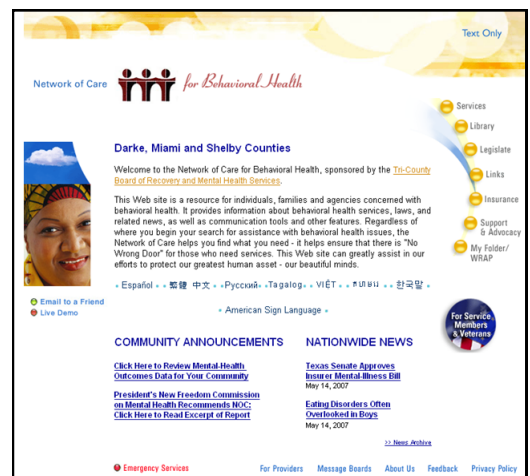 Text Only
Network of Care for Behavioral Health
Services
Library
Legislate
Links
Insurance
Support
& Advocacy
My Folder/
WRAP
Darke, Miami and Shelby Counties
Welcome to the Network of Care for Behavioral Health, sponsored by the Tri-County
Board of Recovery and Mental Health Services.
This Web site is a resource for individuals, families and agencies concerned with
behavioral health. It provides information about behavioral health services, laws, and
related news, as well as communication tools and other features. Regardless of
where you begin your search for assistance with behavioral health issues, the
Network of Care helps you find what you need - it helps ensure that there is "No
Wrong Door" for those who need services. This Web site can greatly assist in our
efforts to protect our greatest human asset - our beautiful minds.
Español 繁體 中文 Русский Tagalog VIỆT 한국말
American Sign Language
Email to a Friend
Live Demo
For Service
Members
& Veterans
COMMUNITY ANNOUNCEMENTS
Click Here to Review Mental-Health
Outcomes Data for Your Community
President's New Freedom Commission
on Mental Health Recommends NOC:
Click Here to Read Excerpt of Report
NATIONWIDE NEWS
Texas Senate Approves
Insurer Mental-Illness Bill
May 14, 2007
Eating Disorders Often
Overlooked in Boys
May 14, 2007
>> News Archive
Emergency Services
For Providers Message Boards About Us Feedback Privacy Policy